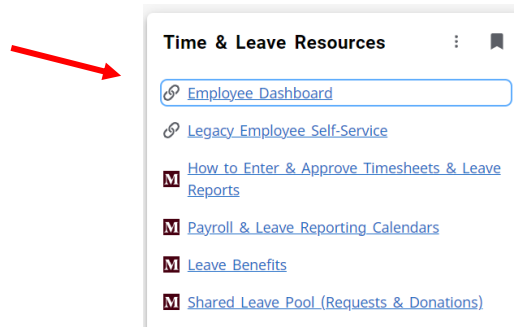 Time & Leave Resources
Employee Dashboard
Legacy Employee Self-Service
M How to Enter & Approve Timesheets & Leave
Reports
M Payroll & Leave Reporting Calendars
M Leave Benefits
M Shared Leave Pool (Requests & Donations)